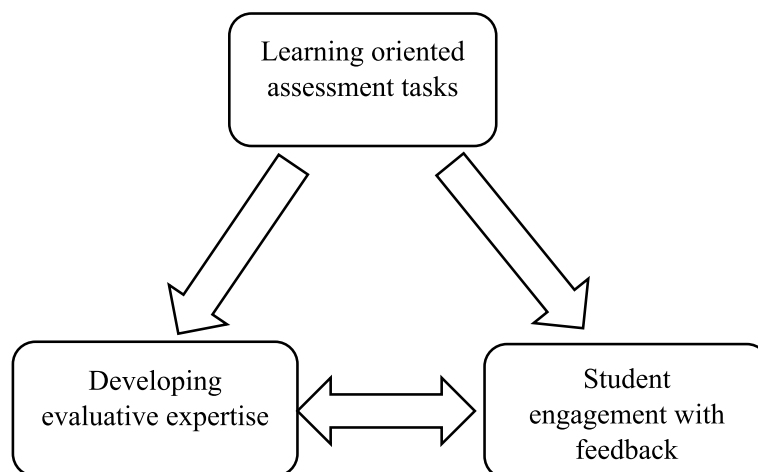 Learning oriented
assessment tasks
Developing
evaluative expertise
Student
engagement with
feedback